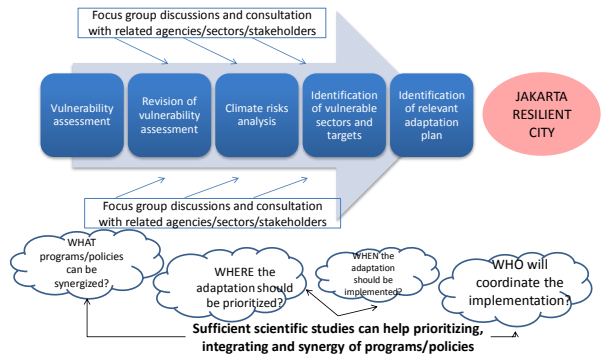 Focus group discussions and consultation
with related agencies/sectors/stakeholders
Vulnerability
assessment
Revision of
vulnerability
assessment
Climate risks
analysis
Identification
of vulnerable
sectors and
targets
Identification
of relevant
adaptation
plan
JAKARTA
RESILIENT
CITY
Focus group discussions and consultation
with related agencies/sectors/stakeholders
WHAT
programs/policies
can be
synergized?
WHERE the
adaptation should
be prioritized?
WHEN the
adaptation
should be
implemented?
WHO will
coordinate the
implementation?
Sufficient scientific studies can help prioritizing,
integrating and synergy of programs/policies